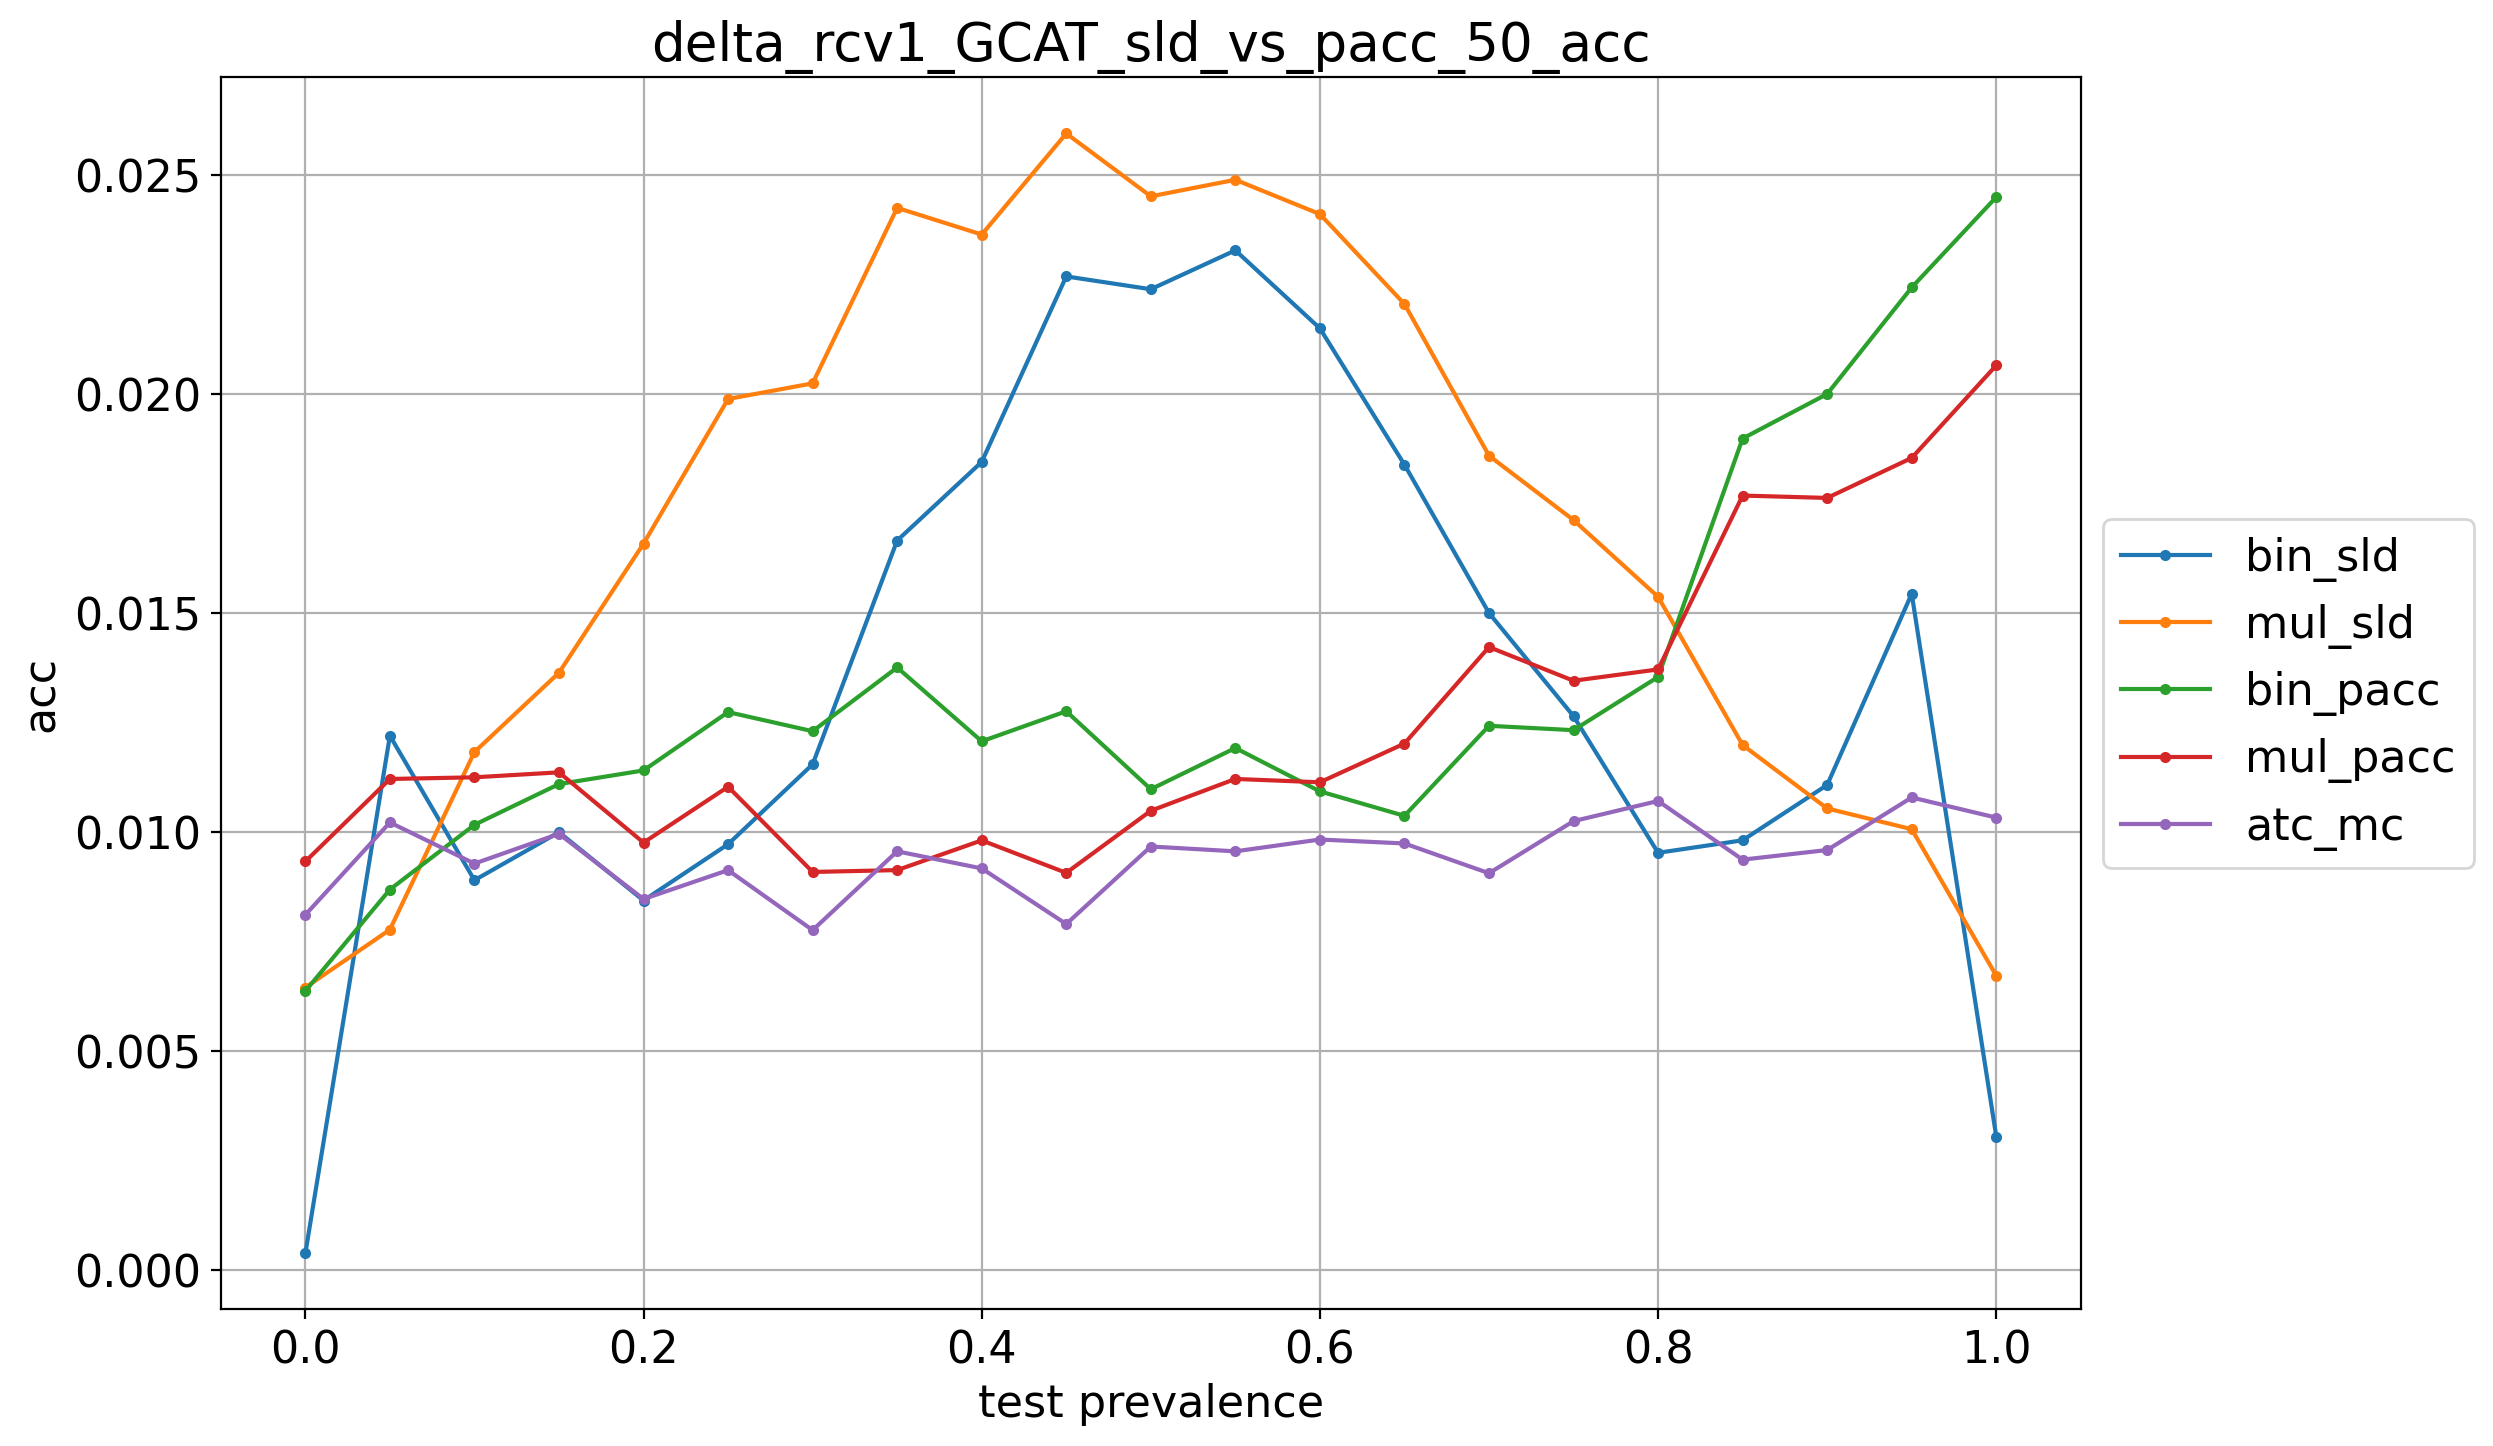 delta_rcv1_GCAT_sld_vs_pacc_50_acc
0.025
0.020
0.015
0.010
0.005
0.000
acc
0.0 0.2 0.4 0.6 0.8 1.0
test prevalence
bin_sld
mul_sld
bin_pacc
mul_pacc
atc_mc